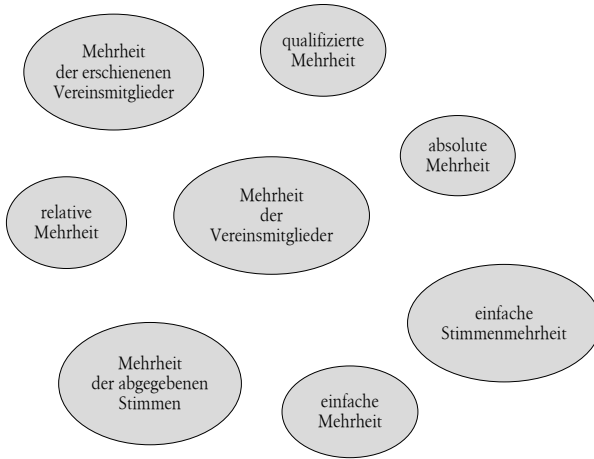 Mehrheit
der erschienenen
Vereinsmitglieder
qualifizierte
Mehrheit
absolute
Mehrheit
relative
Mehrheit
Mehrheit
der
Vereinsmitglieder
einfache
Stimmenmehrheit
Mehrheit
der abgegebenen
Stimmen
einfache
Mehrheit